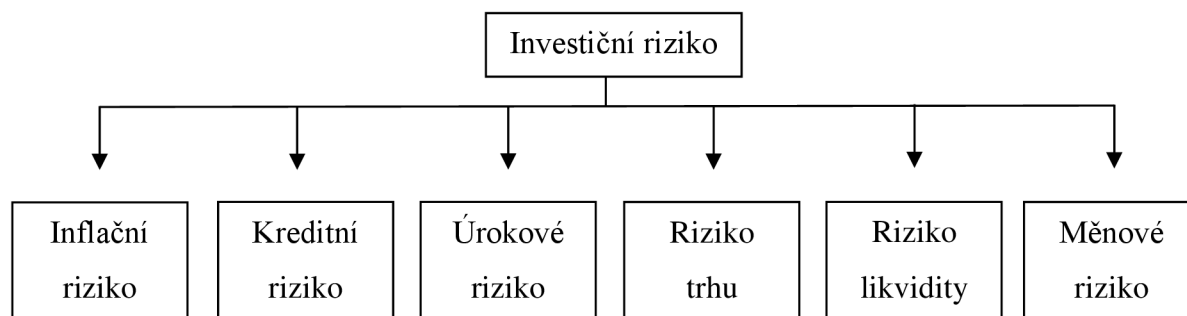 Investiční riziko
Inflační
riziko
Kreditní
riziko
Úrokové
riziko
Riziko
trhu
Riziko
likvidity
Měnové
riziko